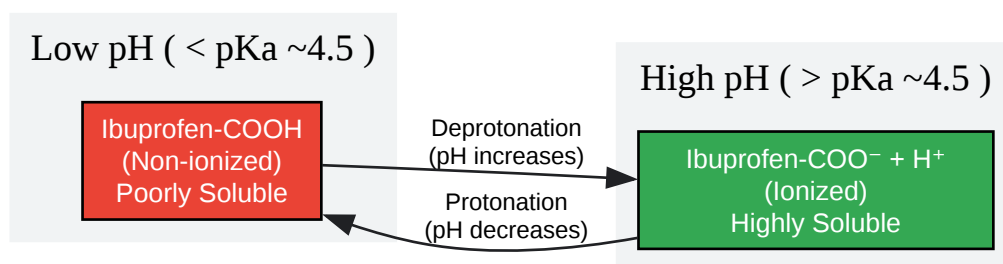 Low pH ( < pKa ~4.5 )
Ibuprofen-COOH
(Non-ionized)
Poorly Soluble
Deprotonation
(pH increases)
Protonation
(pH decreases)
High pH ( > pKa ~4.5 )
Ibuprofen-COO⁻ + H⁺
(Ionized)
Highly Soluble